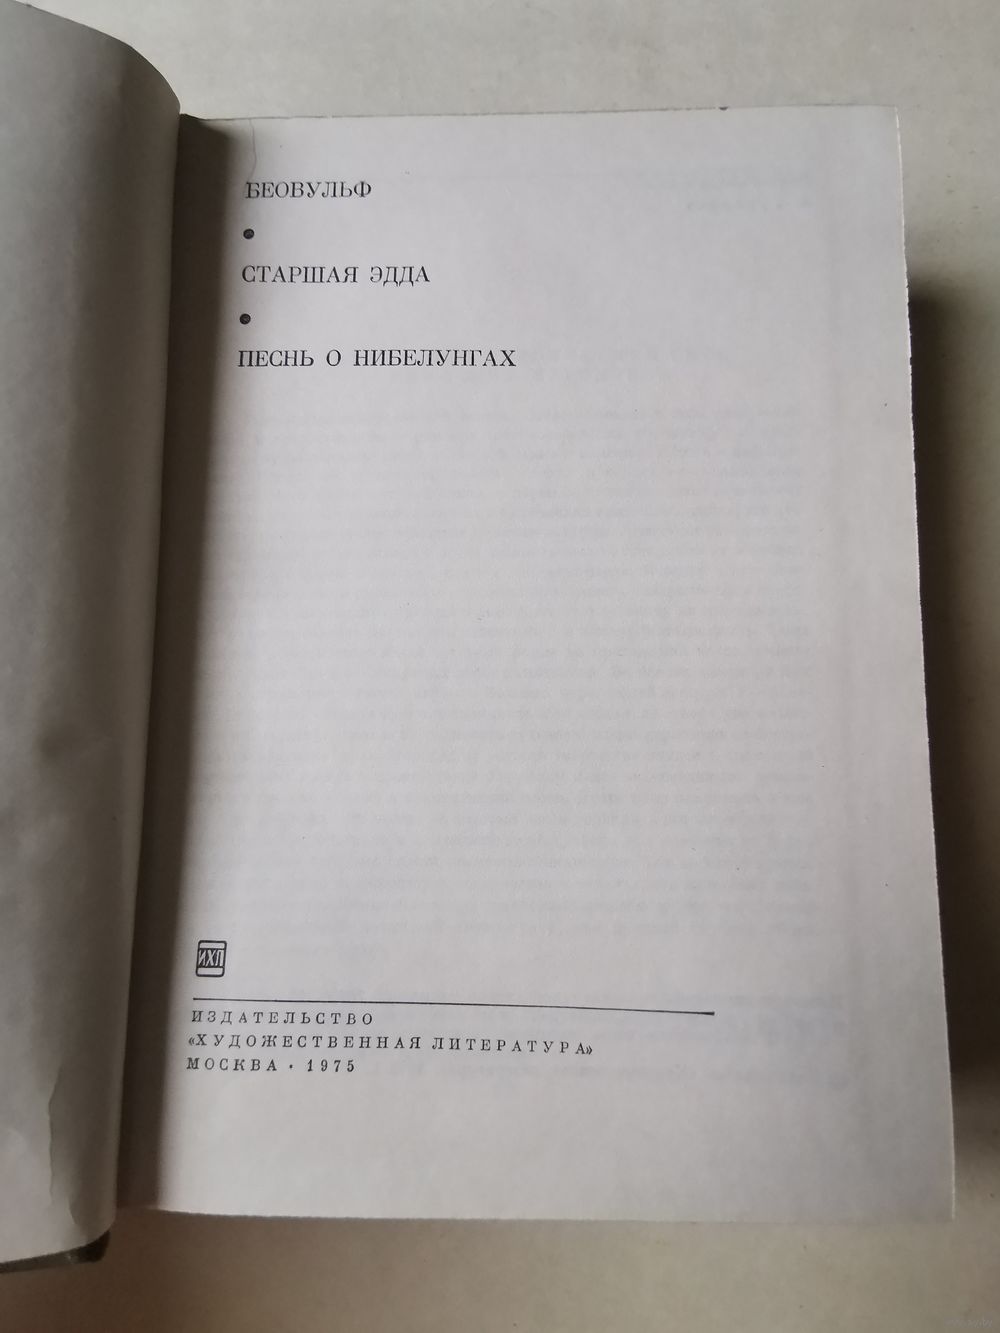 БЕОВУЛЬФ
СТАРШАЯ ЭДДА
ПЕСНЬ О НИБЕЛУНГАХ
ИХЛ
ИЗДАТЕЛЬСТВО
«ХУДОЖЕСТВЕННАЯ ЛИТЕРАТУРА»
МОСКВА · 1975